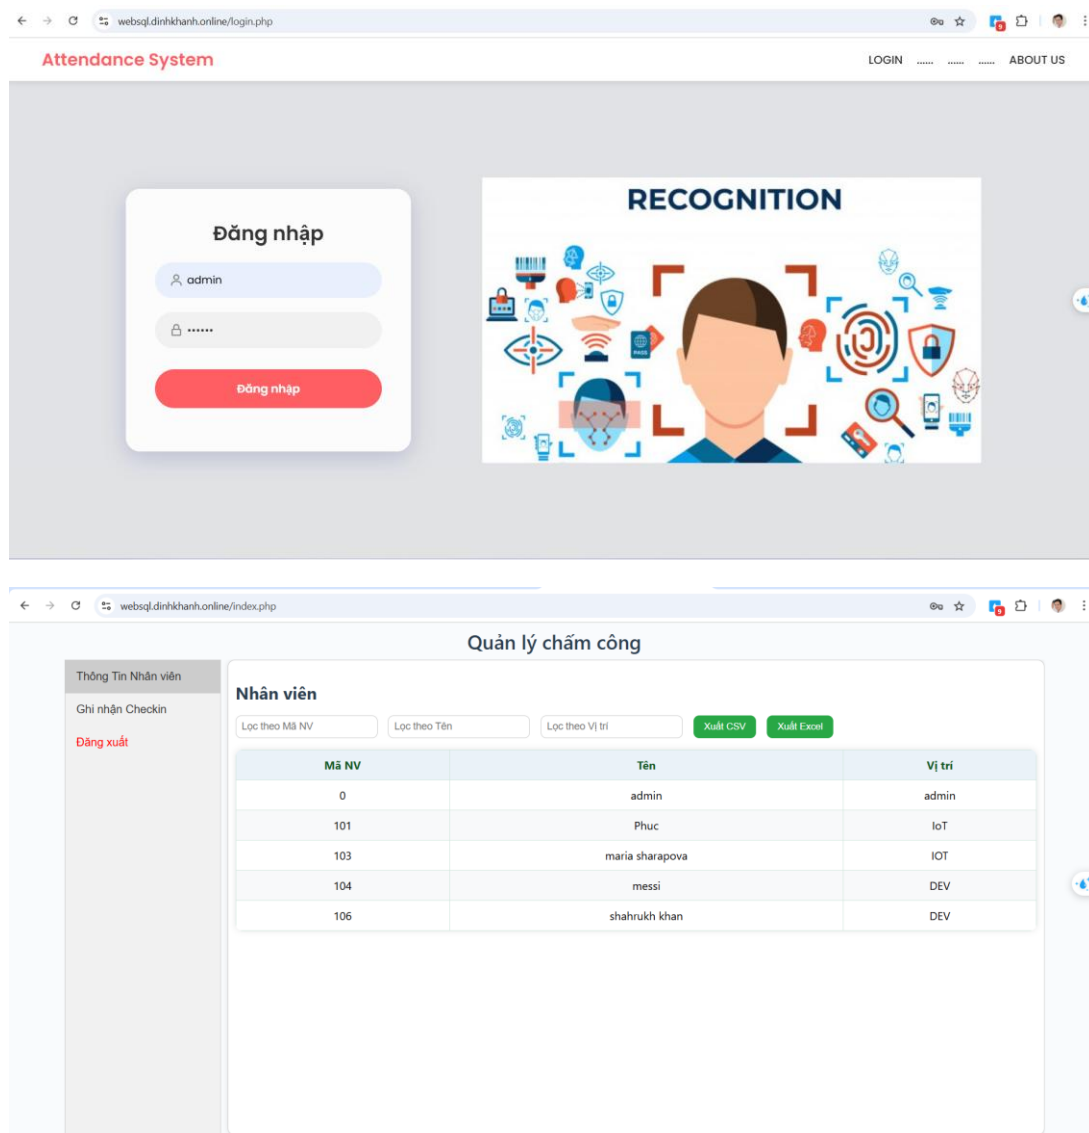 websql.dinhkhanh.online/login.php
9
Attendance System
LOGIN ...... ...... ...... ABOUT US
RECOGNITION
Đăng nhập
admin
••••••
Đăng nhập
PASS
websql.dinhkhanh.online/index.php
9
Quản lý chấm công
Thông Tin Nhân viên
Ghi nhận Checkin
Đăng xuất
Nhân viên
Lọc theo Mã NV Lọc theo Tên Lọc theo Vị trí Xuất CSV Xuất Excel
Mã NV Tên Vị trí
0 admin admin
101 Phuc IoT
103 maria sharapova IOT
104 messi DEV
106 shahrukh khan DEV